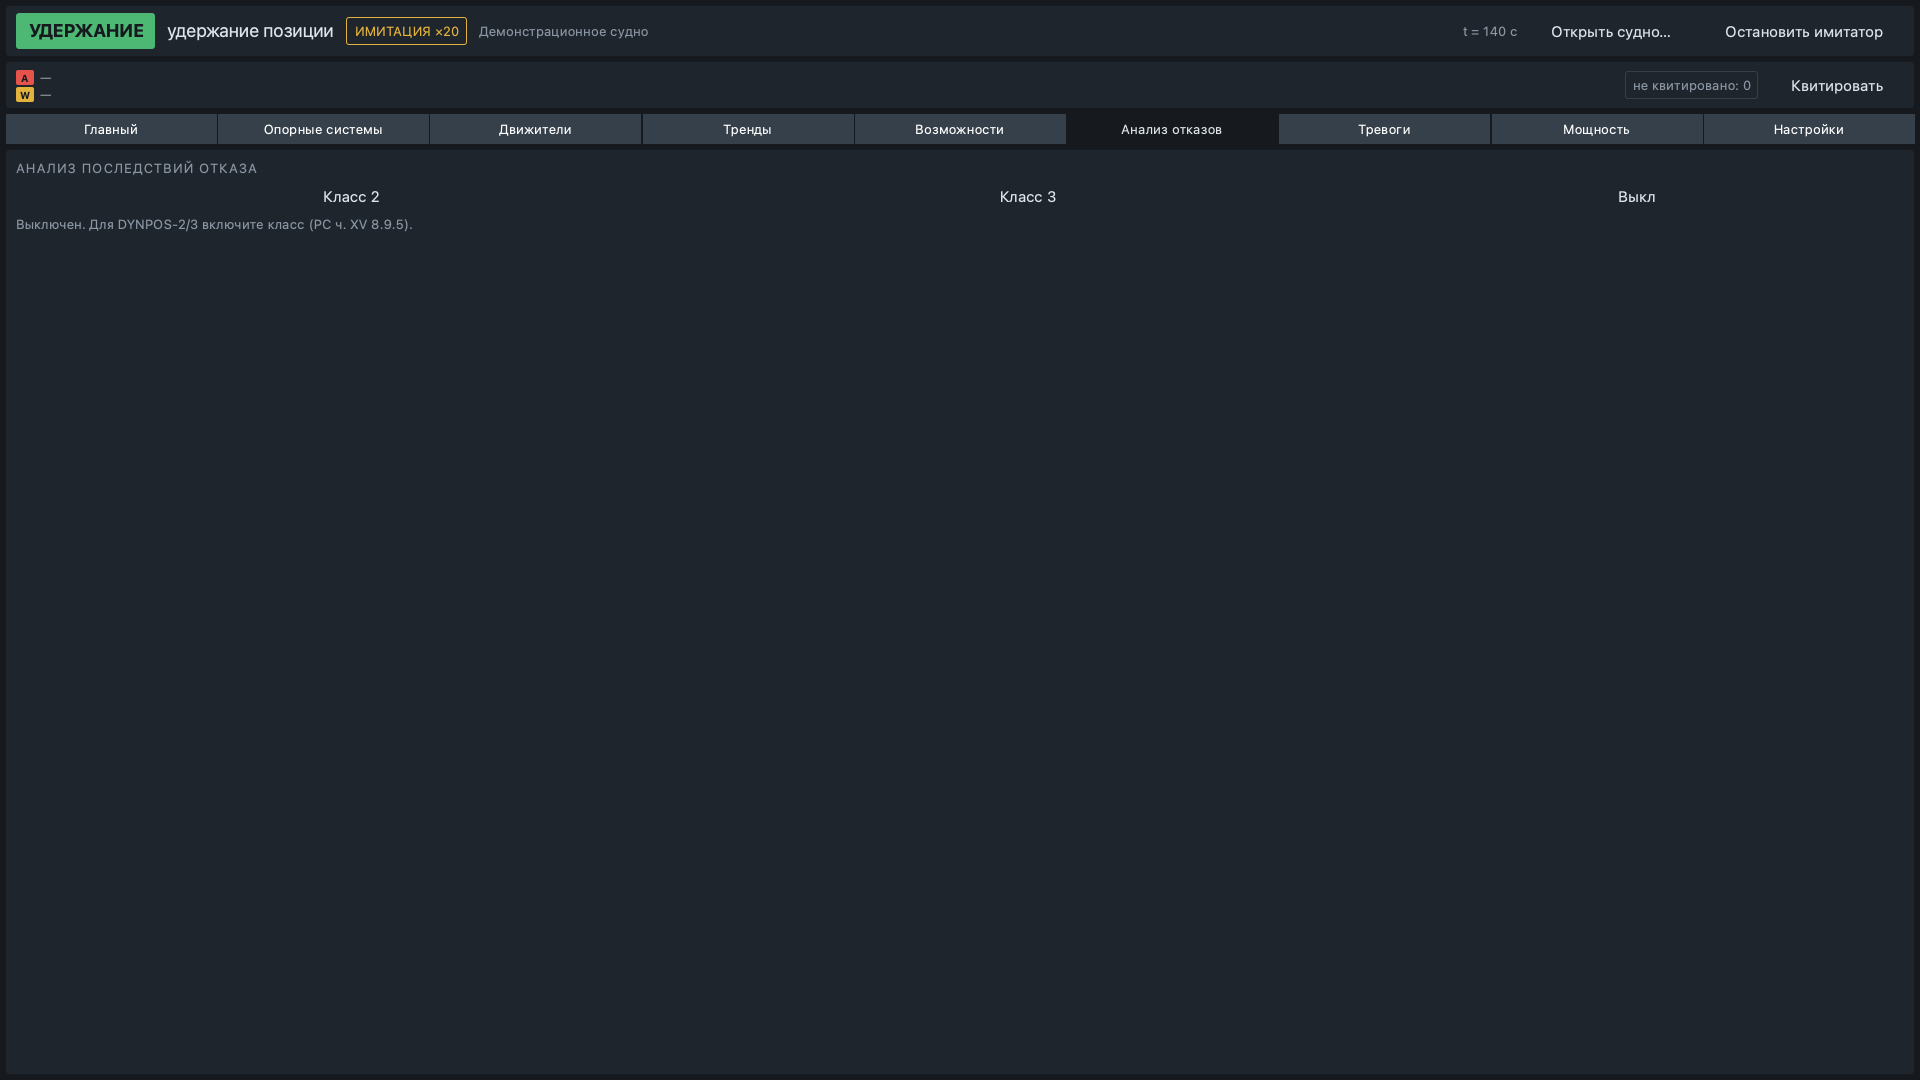 УДЕРЖАНИЕ удержание позиции ИМИТАЦИЯ ×20 Демонстрационное судно t = 140 с Открыть судно... Остановить имитатор
A —
W —
не квитировано: 0 Квитировать
Главный Опорные системы Движители Тренды Возможности Анализ отказов Тревоги Мощность Настройки
АНАЛИЗ ПОСЛЕДСТВИЙ ОТКАЗА
Класс 2 Класс 3 Выкл
Выключен. Для DYNPOS-2/3 включите класс (РС ч. XV 8.9.5).